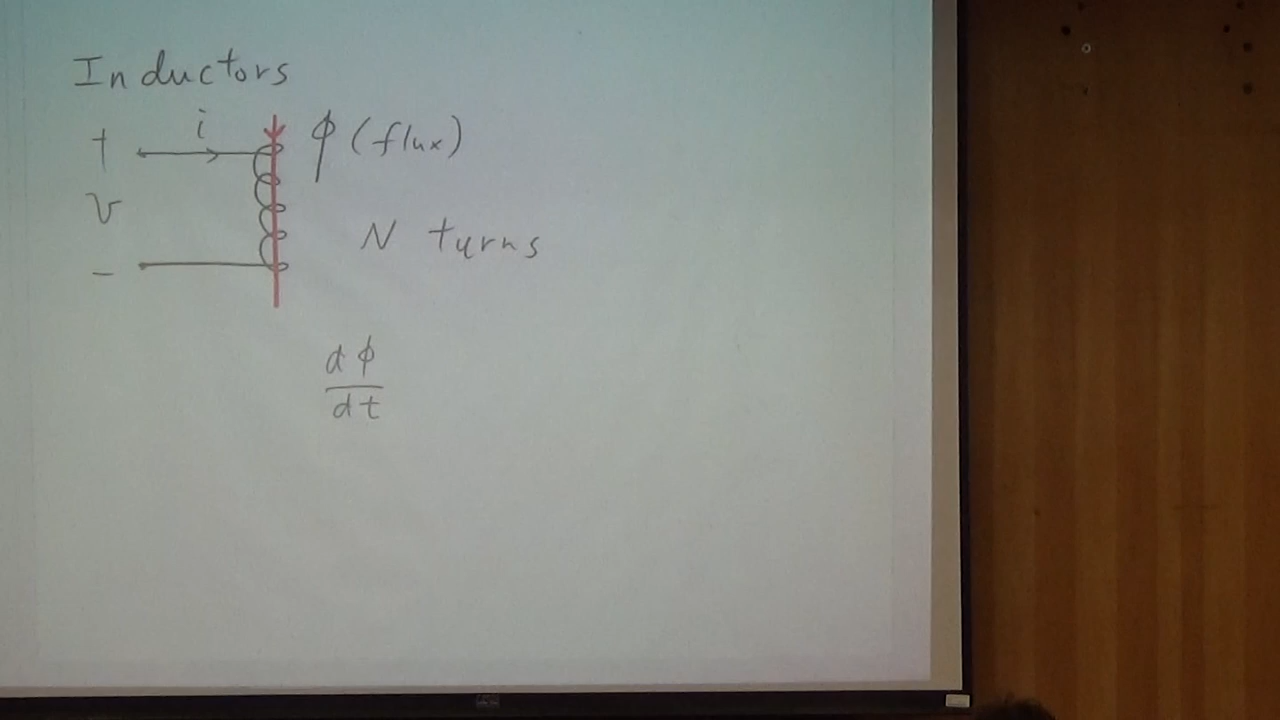 Inductors
i
+
ϕ (flux)
v
N turns
−
dϕ
dt